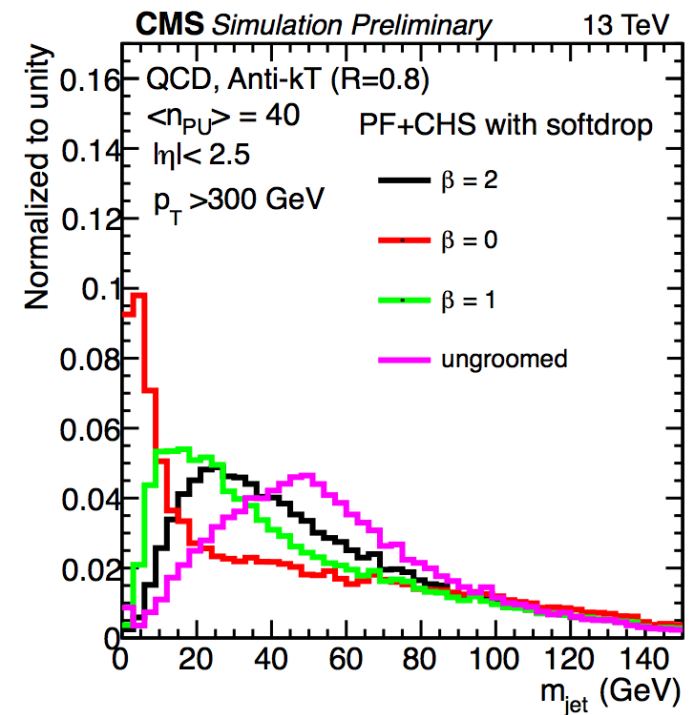 CMS Simulation Preliminary 13 TeV
QCD, Anti-kT (R=0.8)
<n_PU> = 40
|η|< 2.5
p_T >300 GeV
PF+CHS with softdrop
β = 2
β = 0
β = 1
ungroomed
Normalized to unity
0.16
0.14
0.12
0.1
0.08
0.06
0.04
0.02
0
0 20 40 60 80 100 120 140
m_jet (GeV)